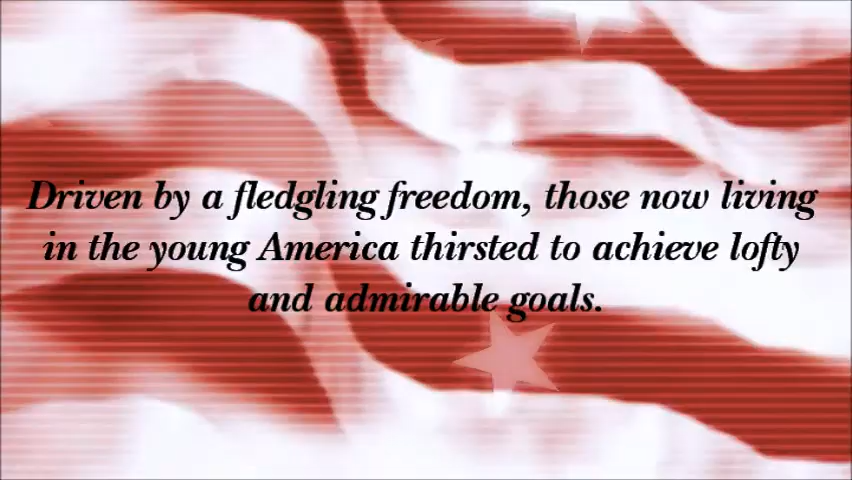 Driven by a fledgling freedom, those now living
in the young America thirsted to achieve lofty
and admirable goals.